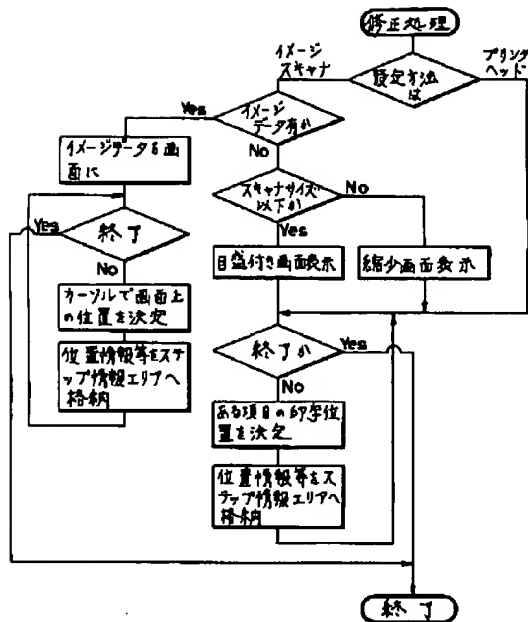 修正処理
イメージ
スキャナ
プリンタ
ヘッド
設定方法
は
Yes
イメージ
データ有か
No
イメージデータを画
面に
スキャナサイズ
以下か
No
Yes
Yes
終了
No
目盛付き画面表示
縮少画面表示
カーソルで画面上
の位置を決定
終了か
Yes
No
位置情報等をステ
ップ情報エリアへ
格納
ある項目の印字位
置を決定
位置情報等をス
テップ情報エリアへ
格納
終了